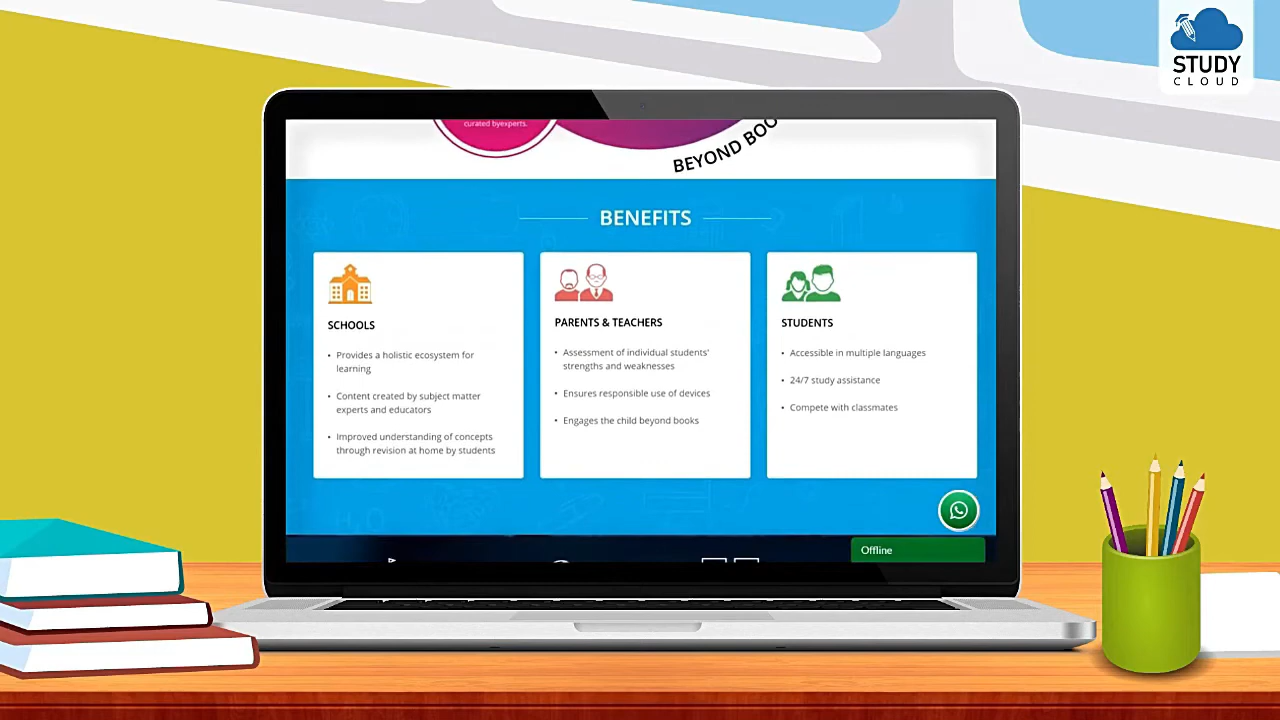 STUDY
CLOUD
curated byexperts.
BEYOND BOO
BENEFITS
SCHOOLS
• Provides a holistic ecosystem for
learning
• Content created by subject matter
experts and educators
• Improved understanding of concepts
through revision at home by students
PARENTS & TEACHERS
• Assessment of individual students'
strengths and weaknesses
• Ensures responsible use of devices
• Engages the child beyond books
STUDENTS
• Accessible in multiple languages
• 24/7 study assistance
• Compete with classmates
Offline